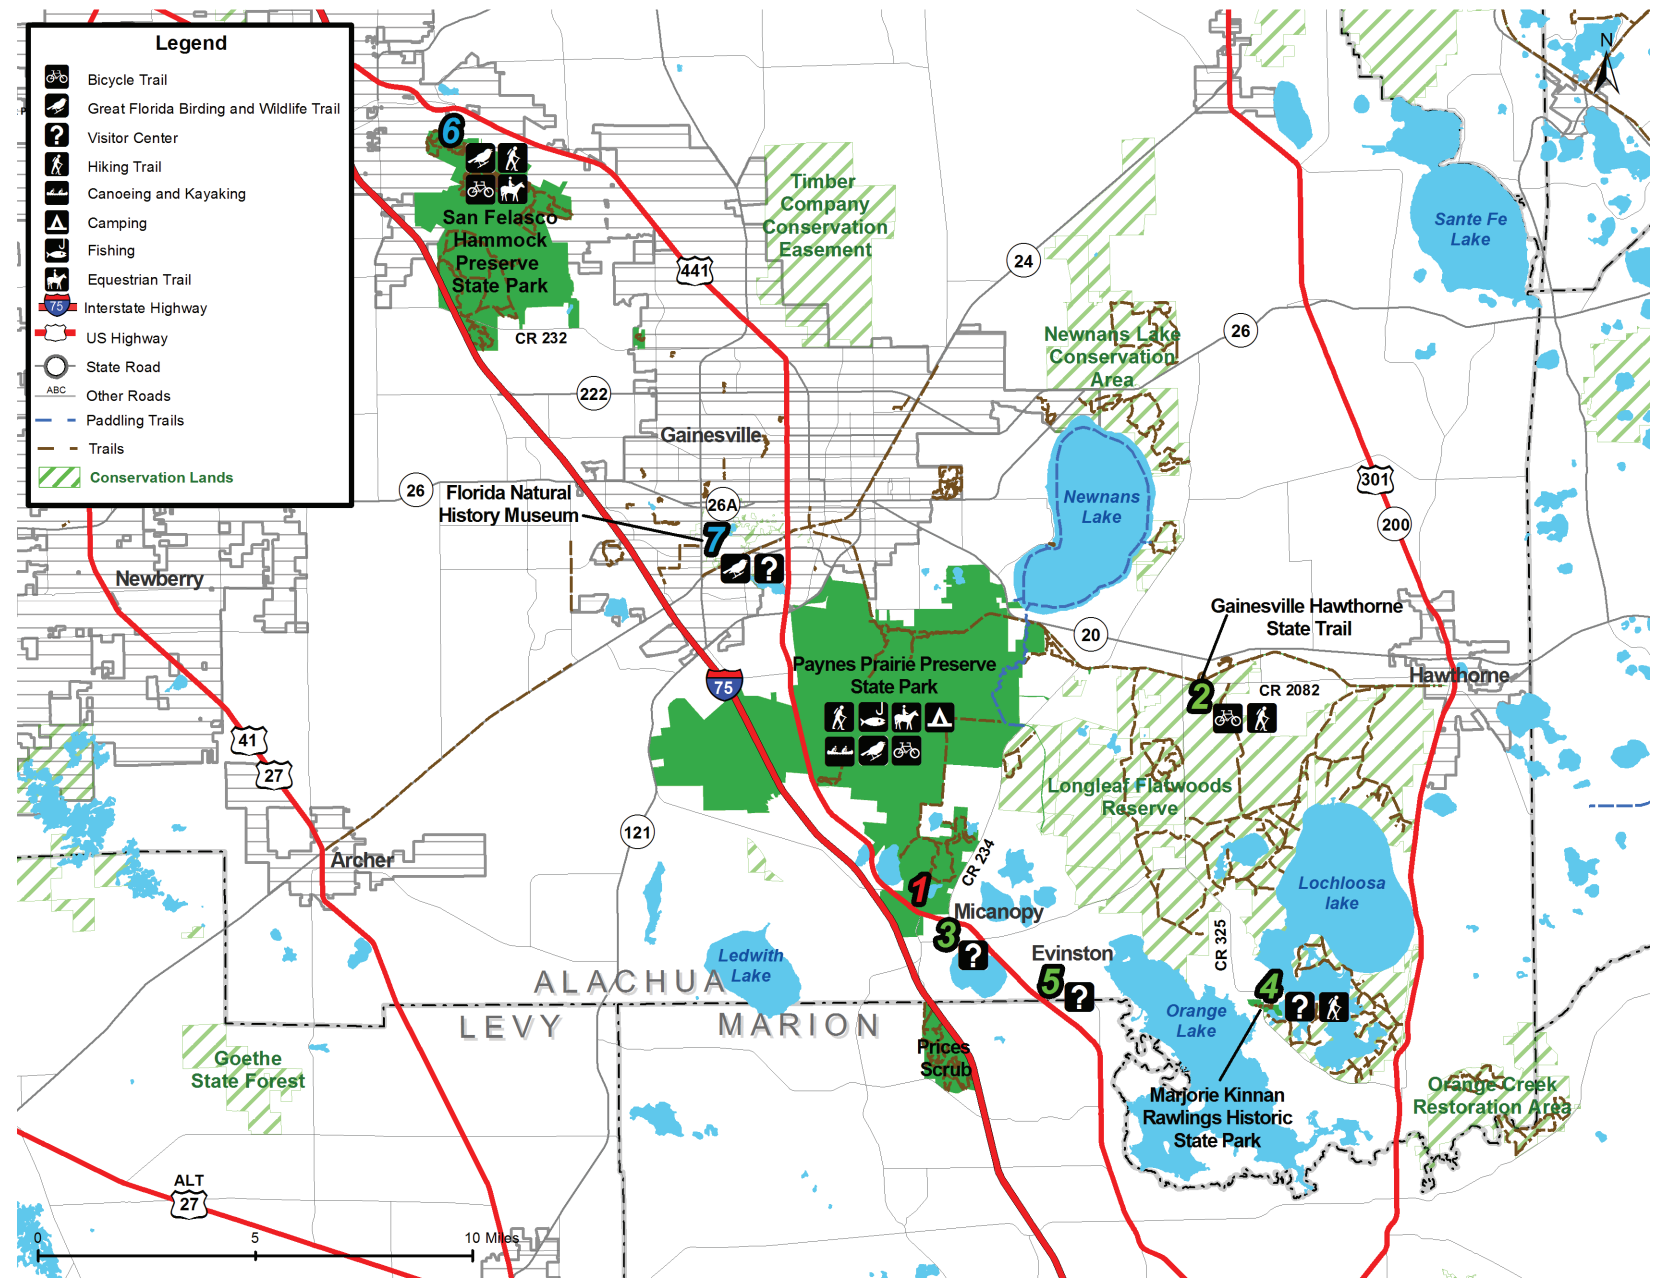 Legend
Bicycle Trail
Great Florida Birding and Wildlife Trail
? Visitor Center
Hiking Trail
Canoeing and Kayaking
Camping
Fishing
Equestrian Trail
75 Interstate Highway
US Highway
State Road
ABC Other Roads
Paddling Trails
Trails
Conservation Lands
N
6
San Felasco
Hammock
Preserve
State Park
CR 232
441
222
Timber
Company
Conservation
Easement
24
26
Sante Fe
Lake
Newnans Lake
Conservation
Area
Gainesville
26
Florida Natural
History Museum
26A
7
?
Newnans
Lake
301
200
Newberry
Gainesville Hawthorne
State Trail
20
Paynes Prairie Preserve
State Park
75
2
CR 2082
Hawthorne
41
27
Longleaf Flatwoods
Reserve
121
Archer
CR 234
1
Micanopy
3
?
Lochloosa
lake
CR 325
Evinston
5
?
4
?
Ledwith
Lake
Orange
Lake
ALACHUA
LEVY
MARION
Prices
Scrub
Goethe
State Forest
Marjorie Kinnan
Rawlings Historic
State Park
Orange Creek
Restoration Area
ALT
27
0 5 10 Miles